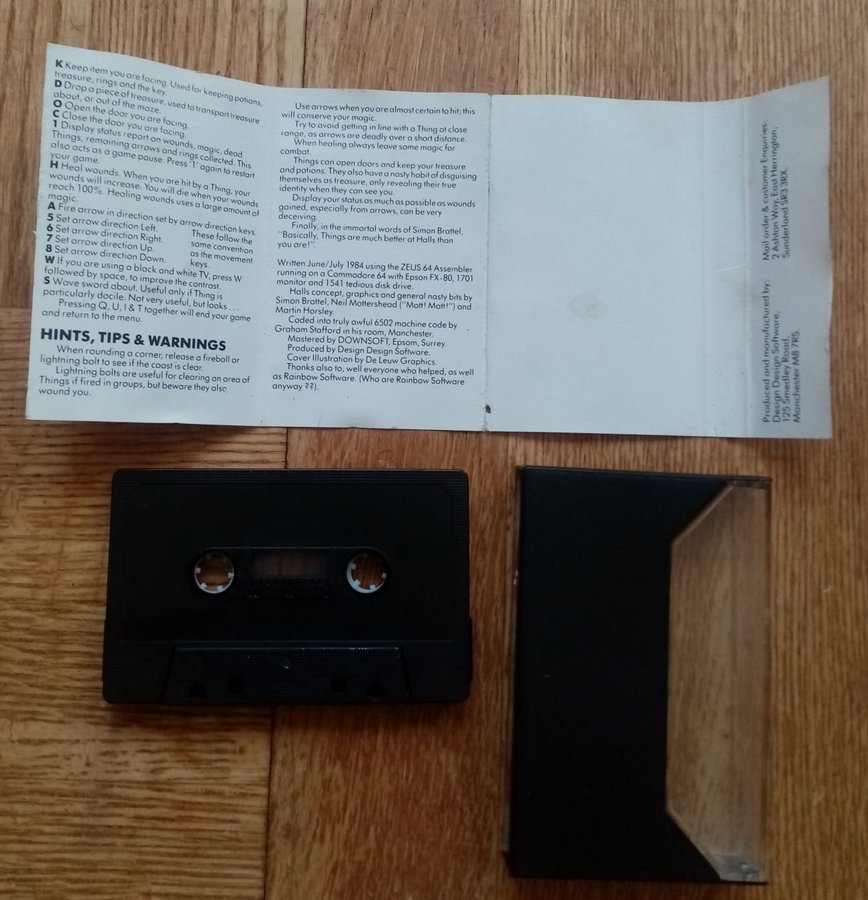 K Keep item you are facing. Used for keeping potions,
treasure, rings and the key.
D Drop a piece of treasure, used to transport treasure
about, or out of the maze.
O Open the door you are facing.
C Close the door you are facing.
1 Display status report on wounds, magic, dead
Things, remaining arrows and rings collected. This
also acts as a game pause. Press '1' again to restart
your game.
H Heal wounds. When you are hit by a Thing, your
wounds will increase. You will die when your wounds
reach 100%. Healing wounds uses a large amount of
magic.
A Fire arrow in direction set by arrow direction keys.
5 Set arrow direction Left.
6 Set arrow direction Right.
7 Set arrow direction Up.
8 Set arrow direction Down.
These follow the
same convention
as the movement
keys.
W If you are using a black and white TV, press W
followed by space, to improve the contrast.
S Wave sword about. Useful only if Thing is
particularly docile. Not very useful, but looks . . .
Pressing Q, U, I & T together will end your game
and return to the menu.
HINTS, TIPS & WARNINGS
When rounding a corner, release a fireball or
lightning bolt to see if the coast is clear.
Lightning bolts are useful for clearing an area of
Things if fired in groups, but beware they also
wound you.
Use arrows when you are almost certain to hit; this
will conserve your magic.
Try to avoid getting in line with a Thing at close
range, as arrows are deadly over a short distance.
When healing always leave some magic for
combat.
Things can open doors and keep your treasure
and potions. They also have a nasty habit of disguising
themselves as treasure, only revealing their true
identity when they can see you.
Display your status as much as possible as wounds
gained, especially from arrows, can be very
deceiving.
Finally, in the immortal words of Simon Brattel,
"Basically, Things are much better at Halls than
you are!".
Written June/July 1984 using the ZEUS 64 Assembler
running on a Commodore 64 with Epson FX-80, 1701
monitor and 1541 tedious disk drive.
Halls concept, graphics and general nasty bits by
Simon Brattel, Neil Mottershead ("Mott! Mott!") and
Martin Horsley.
Coded into truly awful 6502 machine code by
Graham Stafford in his room, Manchester.
Mastered by DOWNSOFT, Epsom, Surrey.
Produced by Design Design Software.
Cover Illustration by De Leuw Graphics.
Thanks also to, well everyone who helped, as well
as Rainbow Software. (Who are Rainbow Software
anyway ??).
Produced and manufactured by:
Design Design Software,
125 Smedley Road,
Manchester M8 7RS.
Mail order & customer Enquiries:
2 Ashton Way, East Herrington,
Sunderland SR3 3RX.